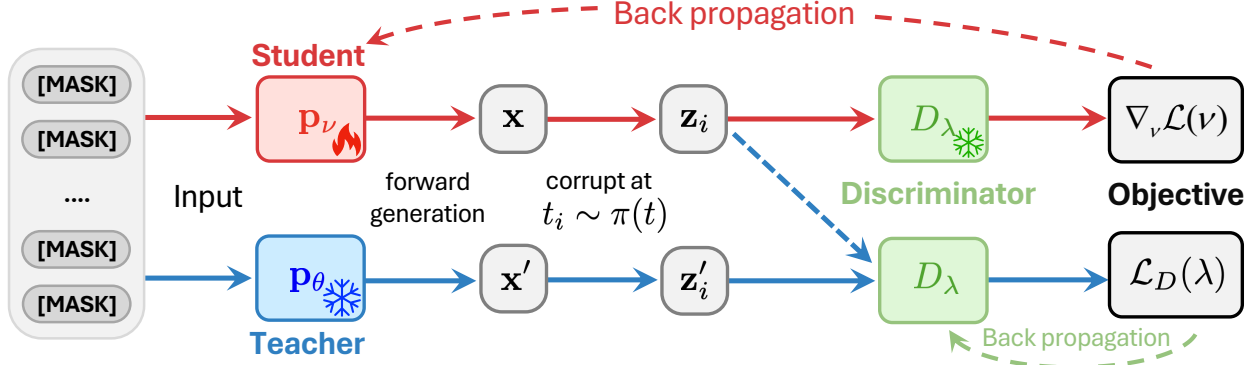 Back propagation
Student
[MASK]
[MASK]
....
[MASK]
[MASK]
Input
𝐩_ν
𝐱
𝐳_i
D_λ
∇_ν ℒ(ν)
forward
generation
corrupt at
t_i ∼ π(t)
Discriminator
Objective
𝐩_θ
𝐱′
𝐳′_i
D_λ
ℒ_D(λ)
Teacher
Back propagation